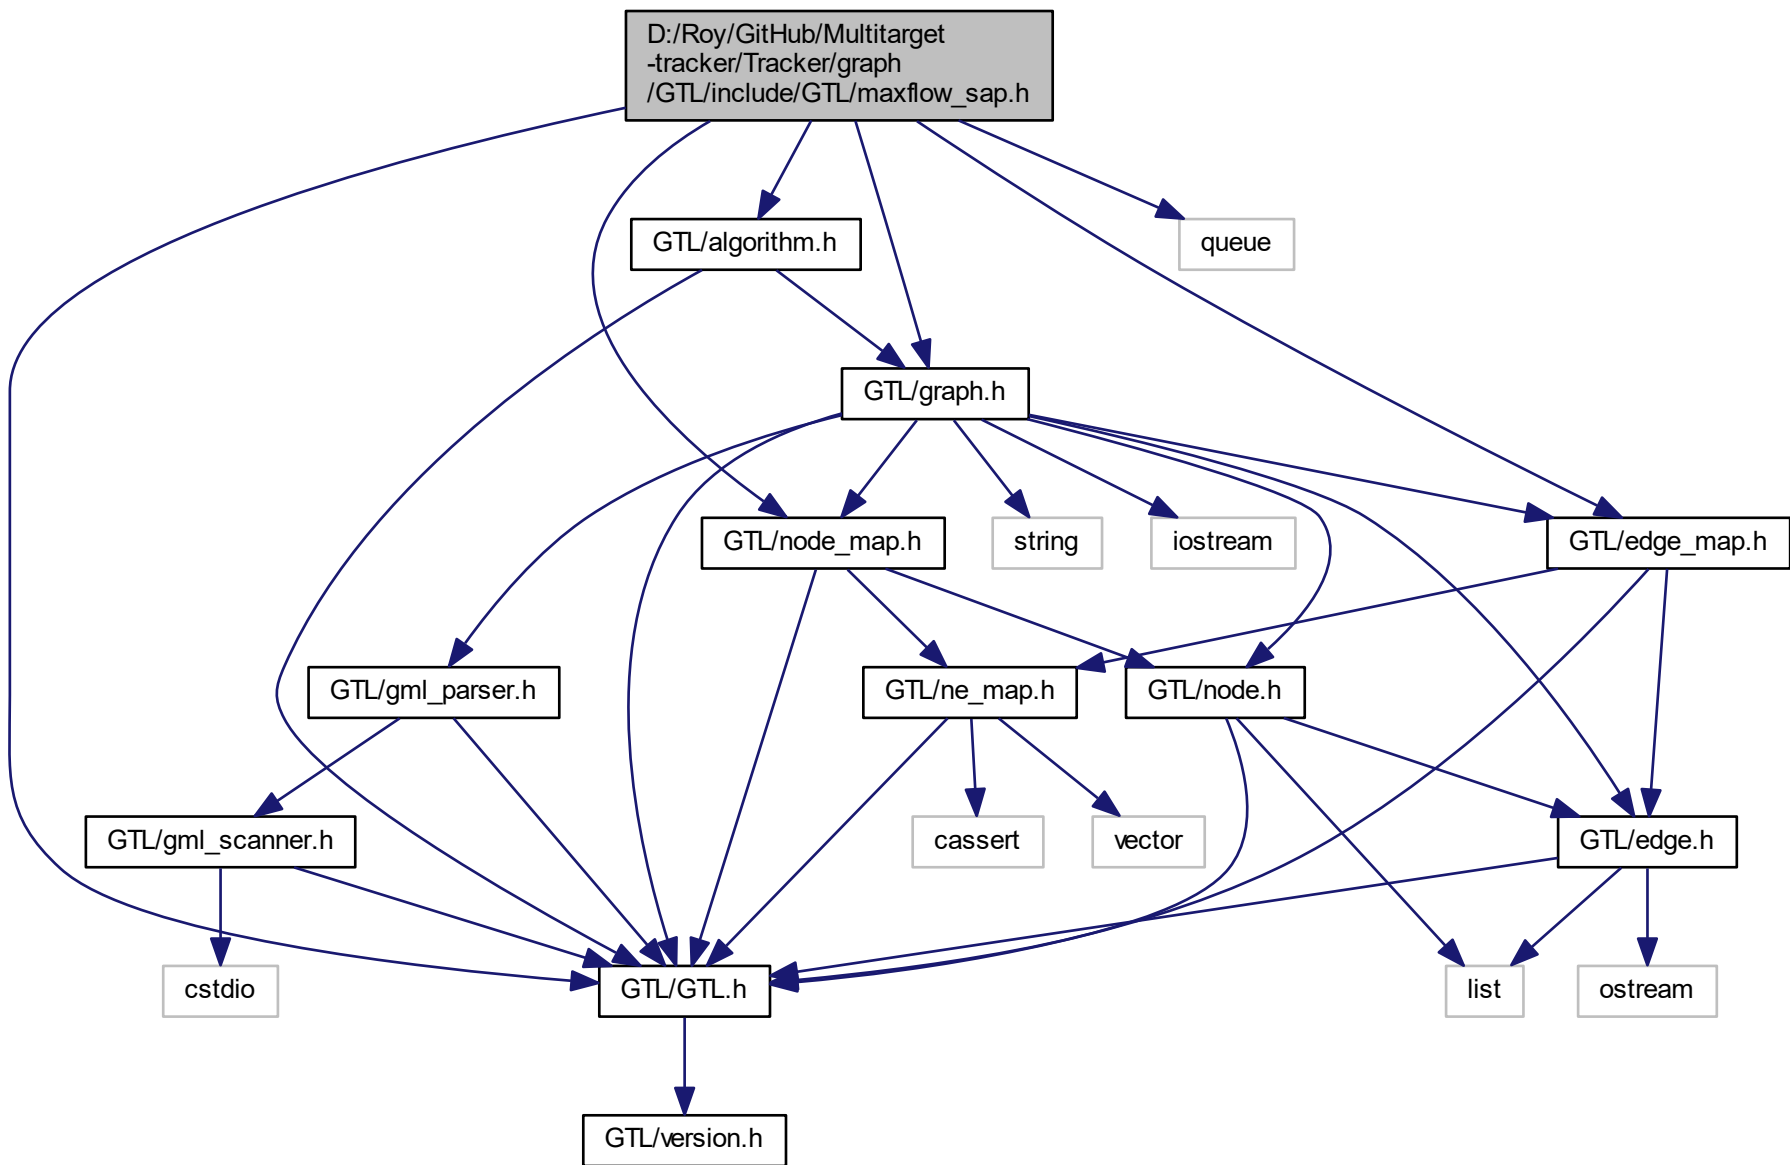 D:/Roy/GitHub/Multitarget
-tracker/Tracker/graph
/GTL/include/GTL/maxflow_sap.h
GTL/algorithm.h
queue
GTL/graph.h
GTL/node_map.h
string
iostream
GTL/edge_map.h
GTL/gml_parser.h
GTL/ne_map.h
GTL/node.h
GTL/gml_scanner.h
cassert
vector
GTL/edge.h
cstdio
GTL/GTL.h
list
ostream
GTL/version.h